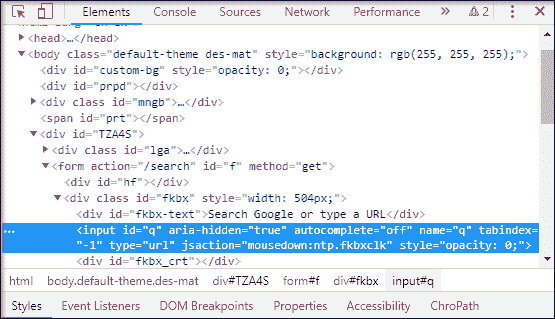 Elements Console Sources Network Performance » 2
<head>…</head>
<body class="default-theme des-mat" style="background: rgb(255, 255, 255);">
<div id="custom-bg" style="opacity: 0;"></div>
<div id="prpd"></div>
<div class id="mngb">…</div>
<span id="prt"></span>
<div id="TZA4S">
<div class id="lga">…</div>
<form action="/search" id="f" method="get">
<div id="hf"></div>
<div class id="fkbx" style="width: 504px;">
<div id="fkbx-text">Search Google or type a URL</div>
… <input id="q" aria-hidden="true" autocomplete="off" name="q" tabindex=
"-1" type="url" jsaction="mousedown:ntp.fkbxclk" style="opacity: 0;">
<div id="fkbx_crt"></div>
html body.default-theme.des-mat div#TZA4S form#f div#fkbx input#q
Styles Event Listeners DOM Breakpoints Properties Accessibility ChroPath